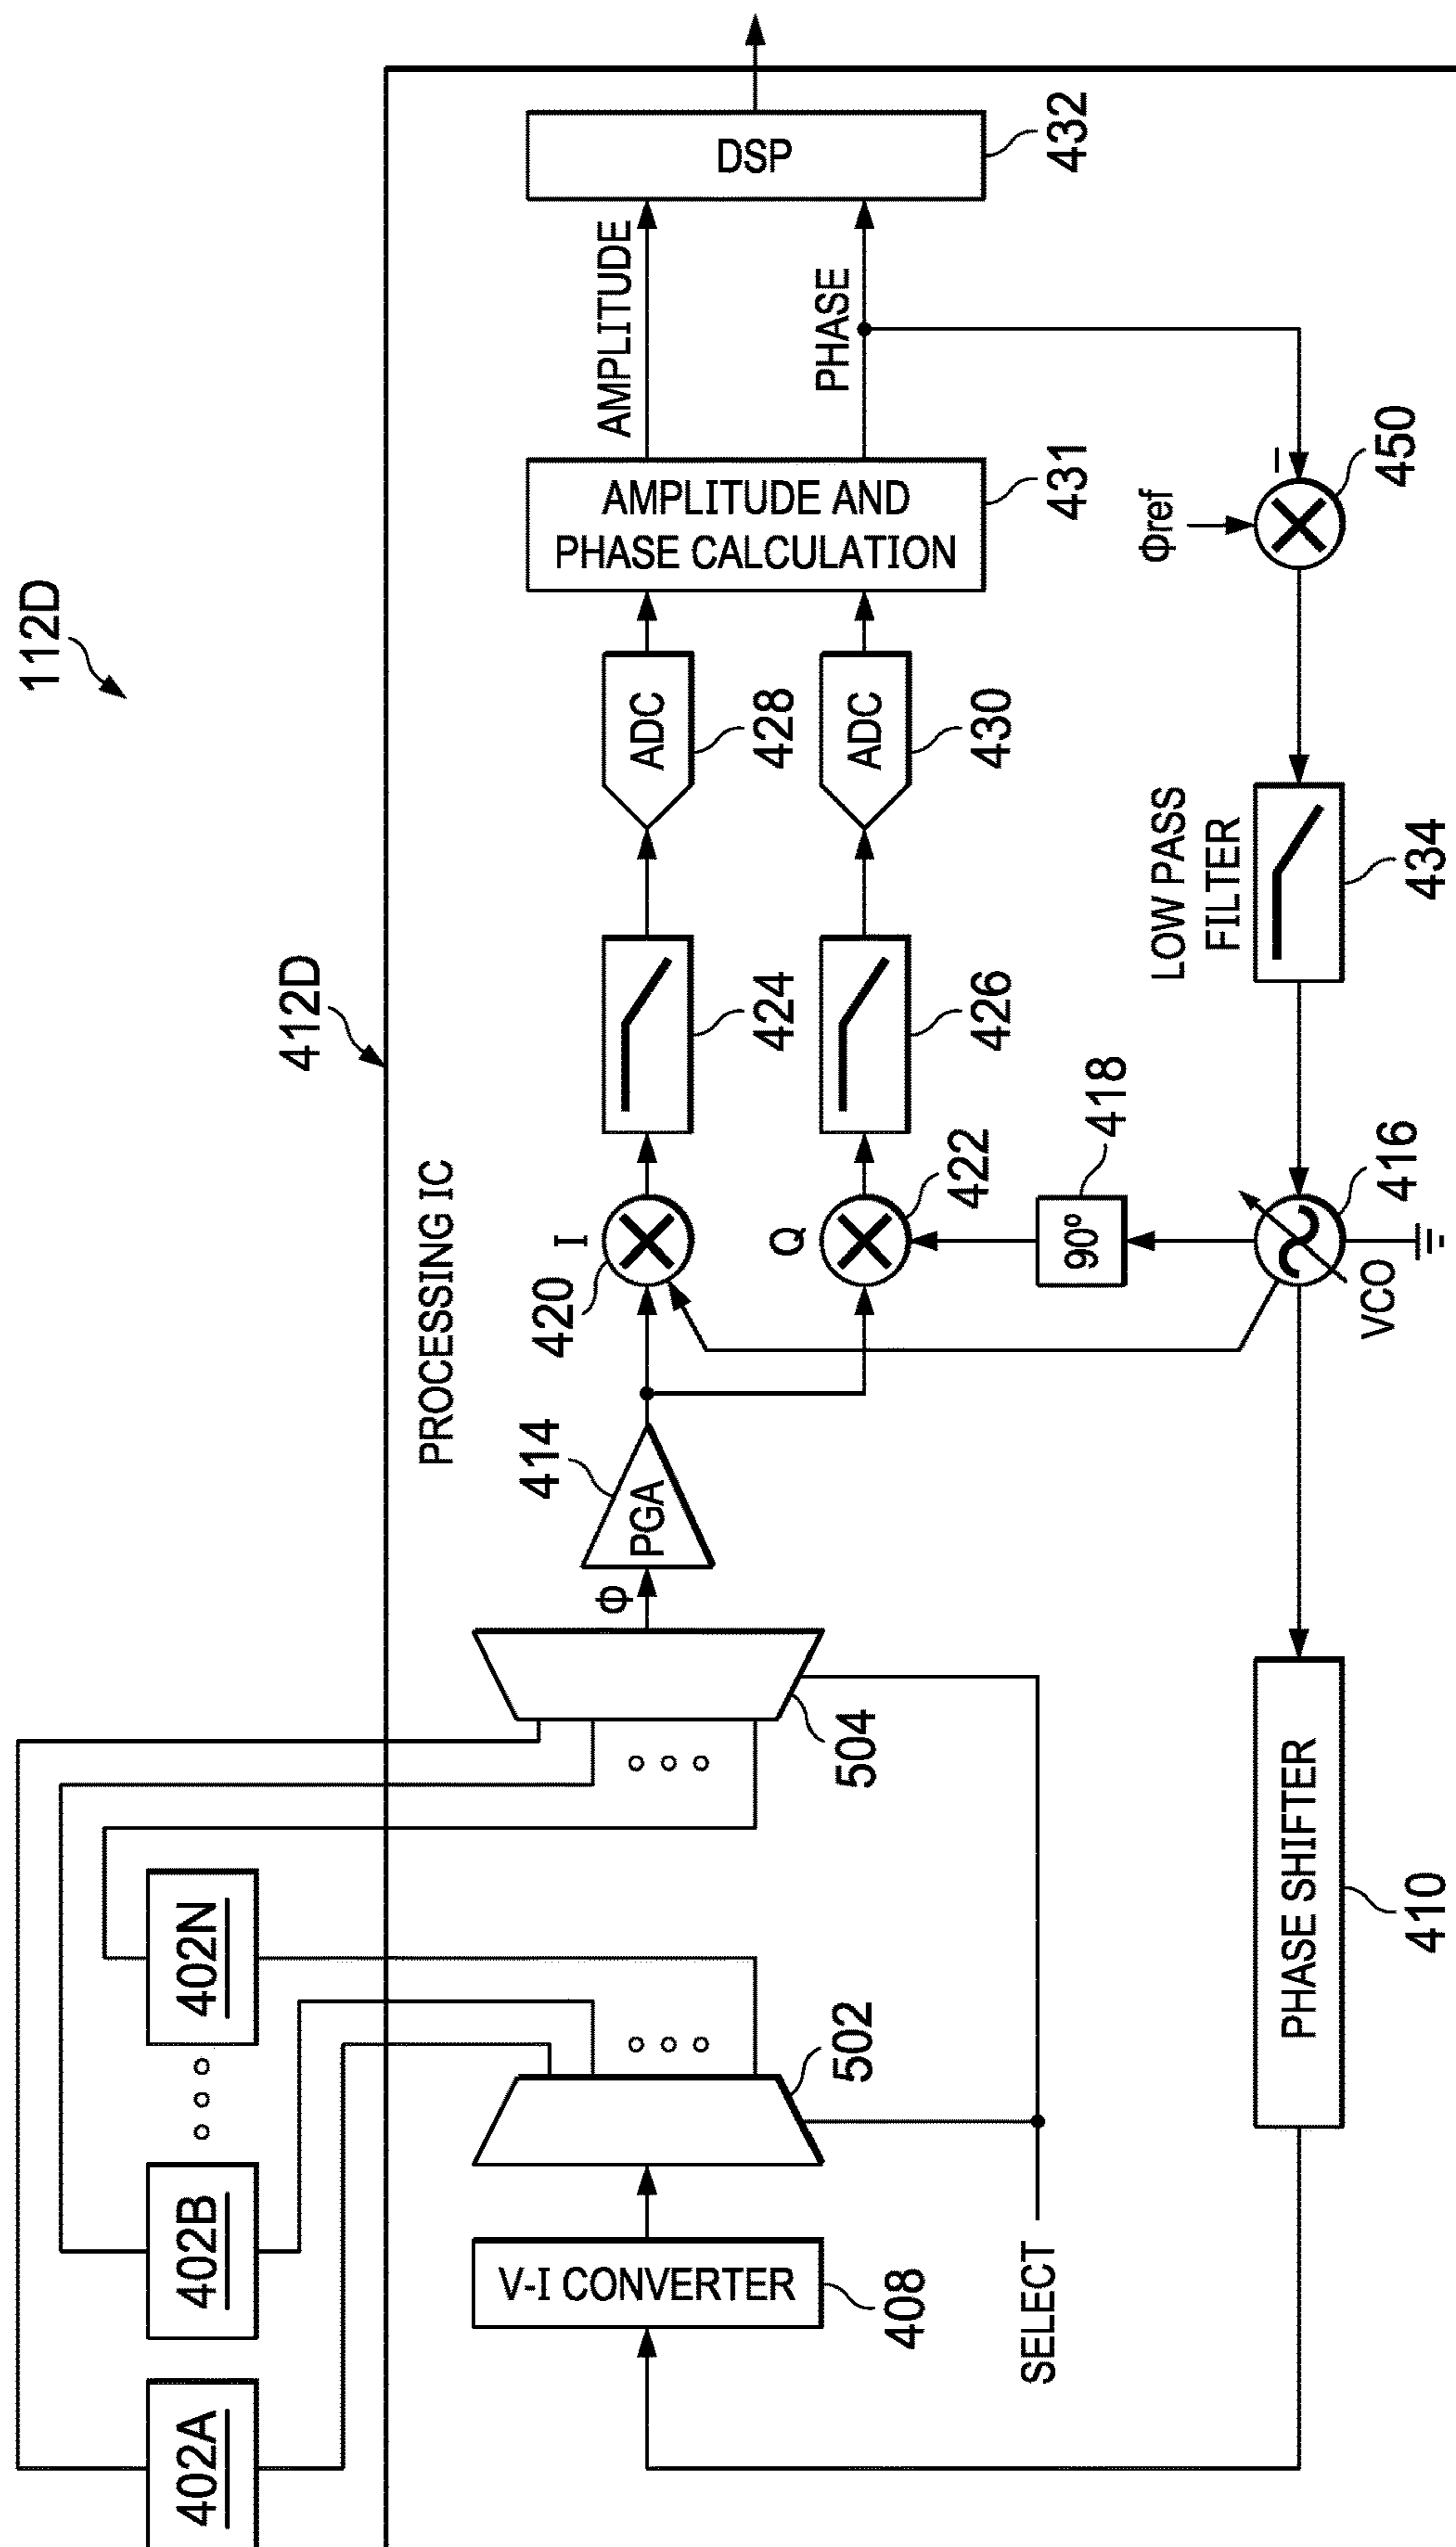 112D
412D
PROCESSING IC
402A
402B
402N
V-I CONVERTER
408
502
504
SELECT
Φ
PGA
414
I
420
Q
422
424
426
ADC
428
ADC
430
AMPLITUDE AND
PHASE CALCULATION
431
AMPLITUDE
PHASE
DSP
432
Φref
−
450
LOW PASS
FILTER
434
90º
418
VCO
416
PHASE SHIFTER
410